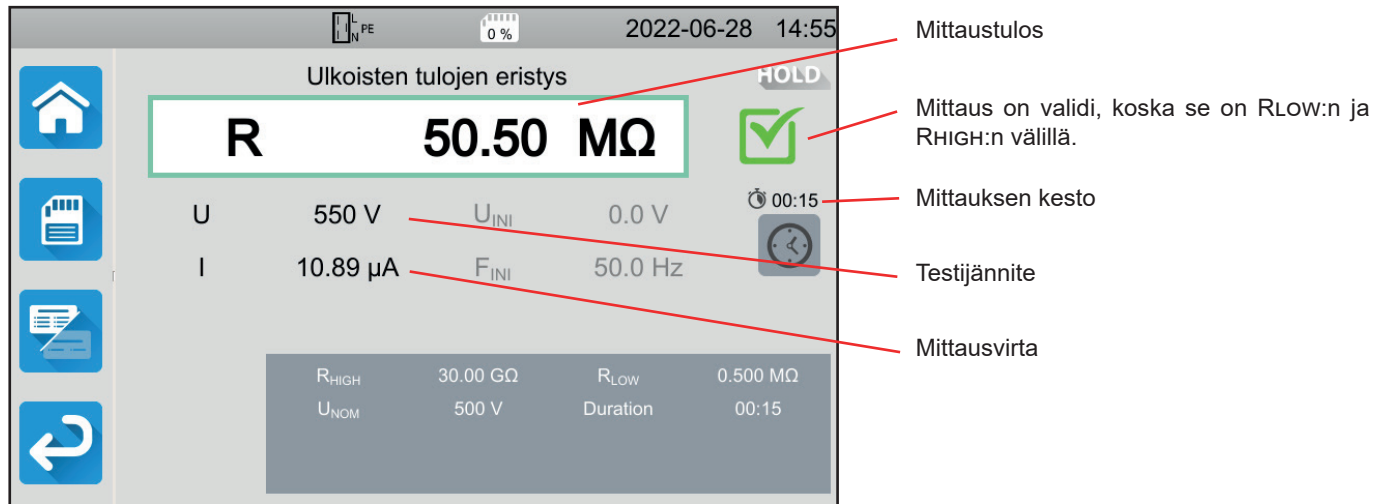 L
N PE
0 %
2022-06-28 14:55
Ulkoisten tulojen eristys
HOLD
R 50.50 MΩ
U 550 V UINI 0.0 V
00:15
I 10.89 µA FINI 50.0 Hz
RHIGH 30.00 GΩ RLOW 0.500 MΩ
UNOM 500 V Duration 00:15
Mittaustulos
Mittaus on validi, koska se on RLOW:n ja
RHIGH:n välillä.
Mittauksen kesto
Testijännite
Mittausvirta